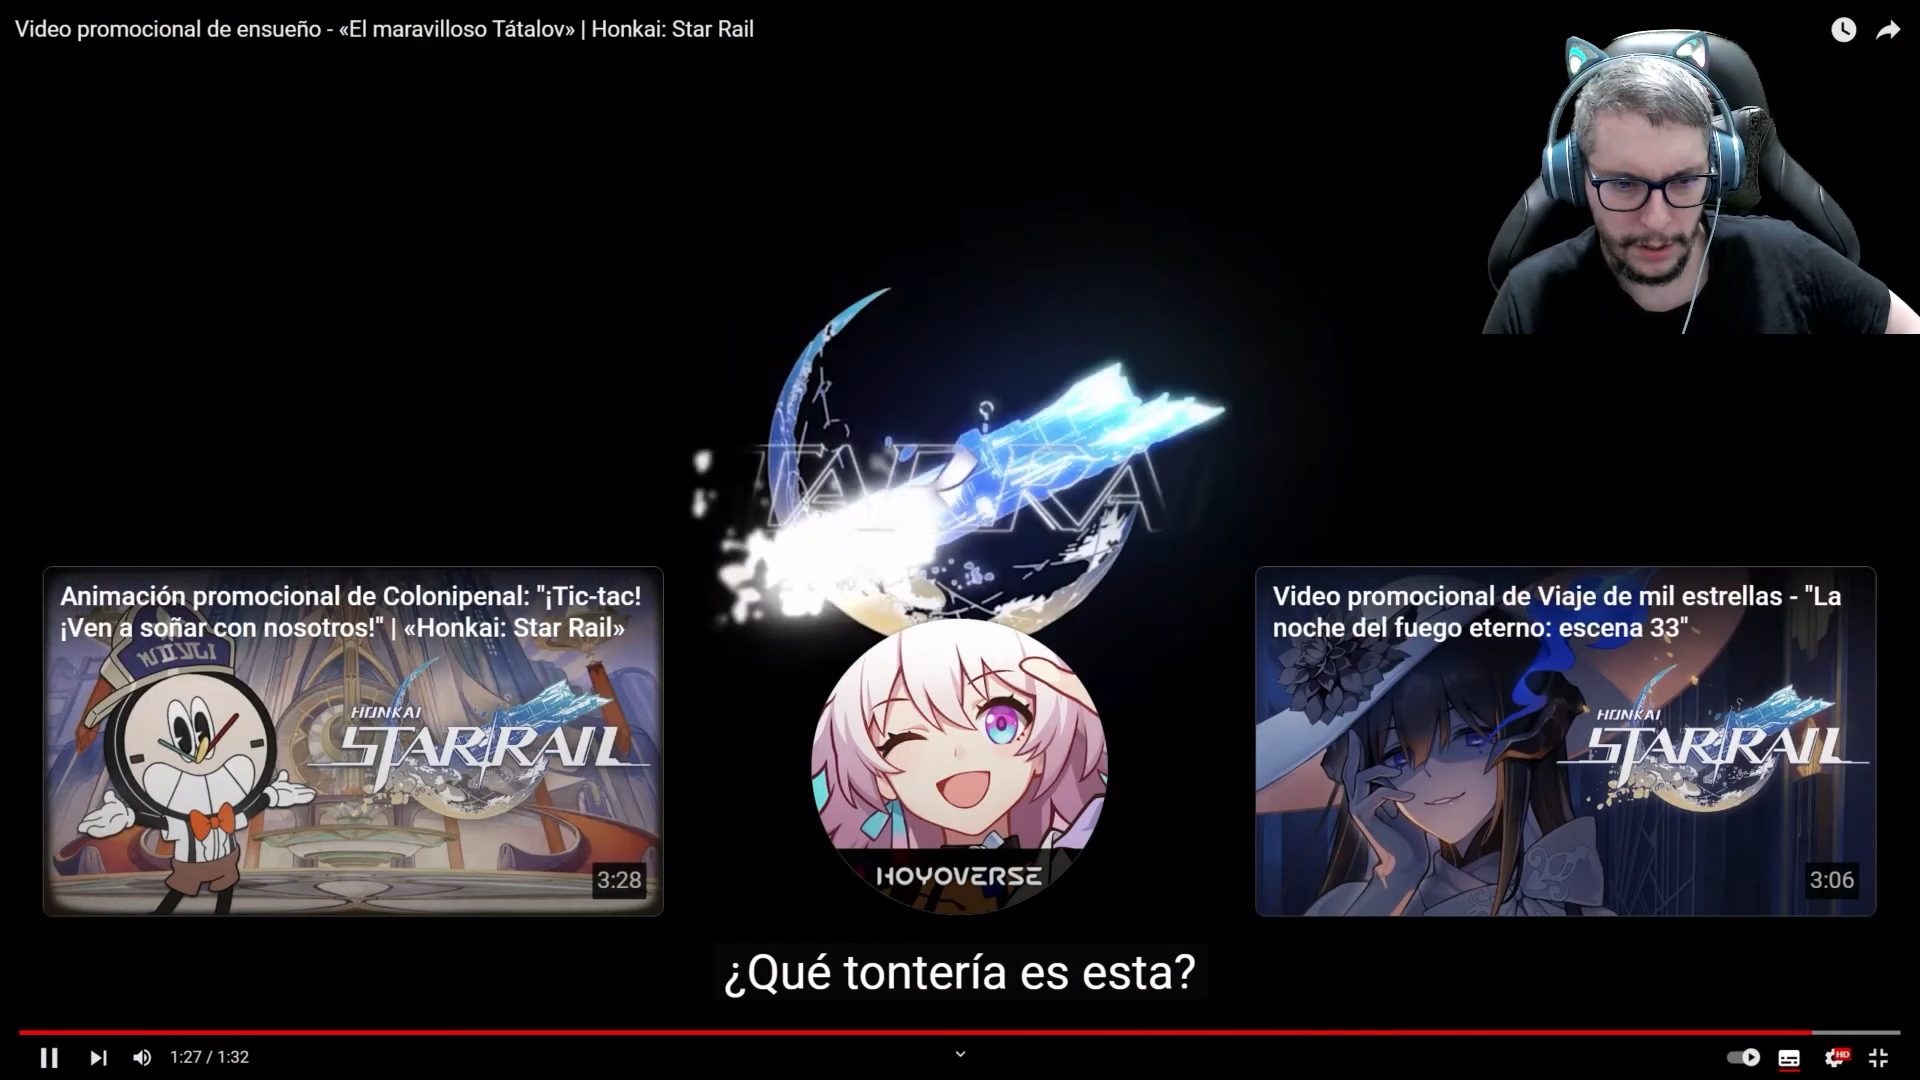 Video promocional de ensueño - «El maravilloso Tátalov» | Honkai: Star Rail
Animación promocional de Colonipenal: "¡Tic-tac!
¡Ven a soñar con nosotros!" | «Honkai: Star Rail»
HONKAI
STAR RAIL
3:28
HOYOVERSE
Video promocional de Viaje de mil estrellas - "La
noche del fuego eterno: escena 33"
HONKAI
STAR RAIL
3:06
¿Qué tontería es esta?
1:27 / 1:32
HD